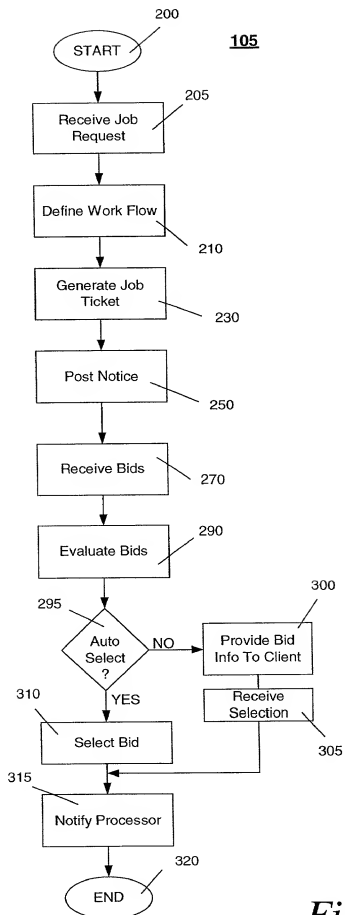 200
105
START
205
Receive Job
Request
Define Work Flow
210
Generate Job
Ticket
230
Post Notice
250
Receive Bids
270
290
Evaluate Bids
295
300
Auto
Select
?
NO
Provide Bid
Info To Client
YES
Receive
Selection
310
305
Select Bid
315
Notify Processor
320
END